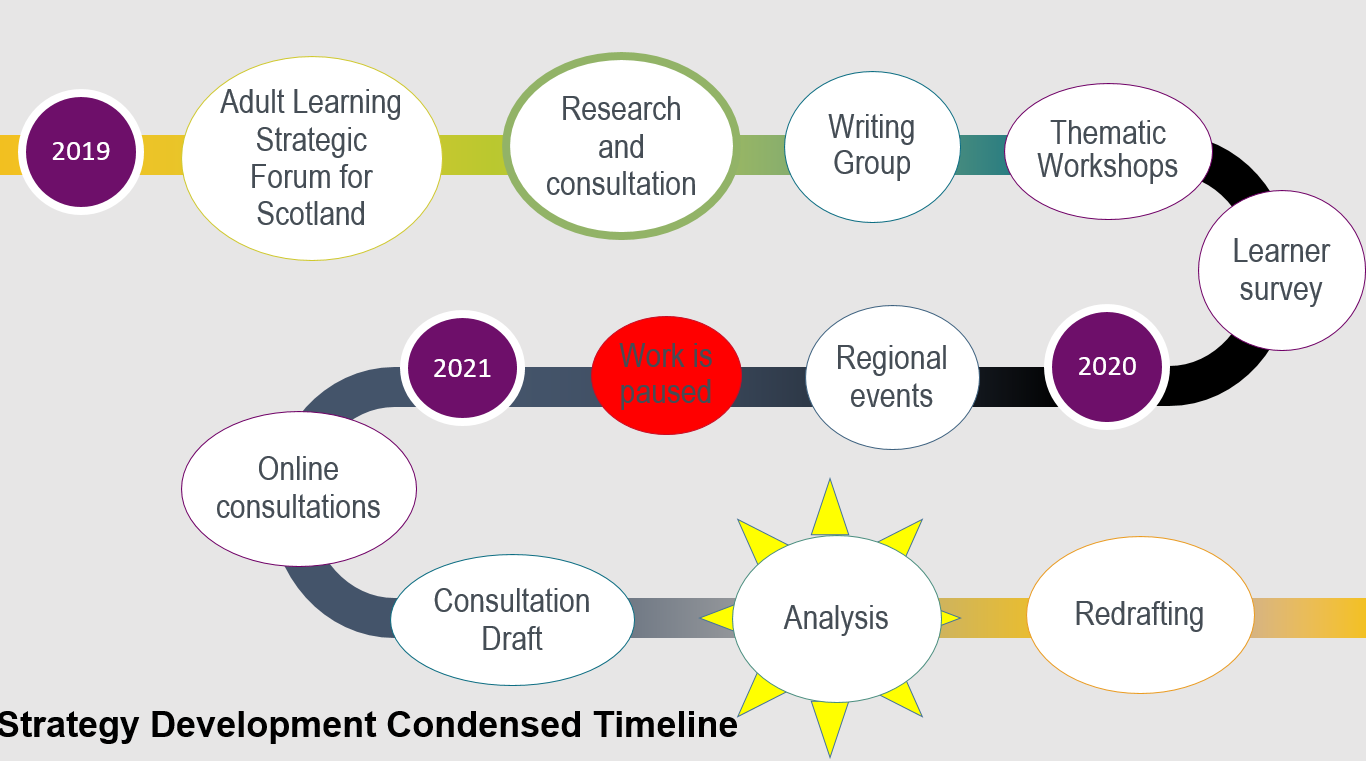 2019
Adult Learning
Strategic
Forum for
Scotland
Research
and
consultation
Writing
Group
Thematic
Workshops
Learner
survey
2020
Regional
events
Work is
paused
2021
Online
consultations
Consultation
Draft
Analysis
Redrafting
Strategy Development Condensed Timeline